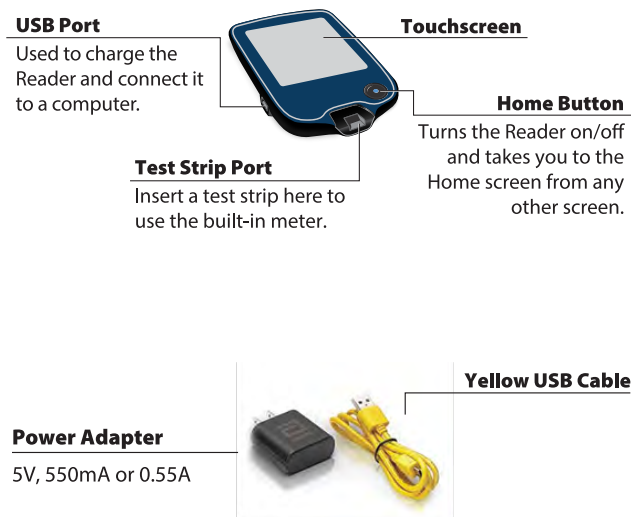 USB Port
Used to charge the
Reader and connect it
to a computer.
Touchscreen
Home Button
Turns the Reader on/off
and takes you to the
Home screen from any
other screen.
Test Strip Port
Insert a test strip here to
use the built-in meter.
Yellow USB Cable
Power Adapter
5V, 550mA or 0.55A